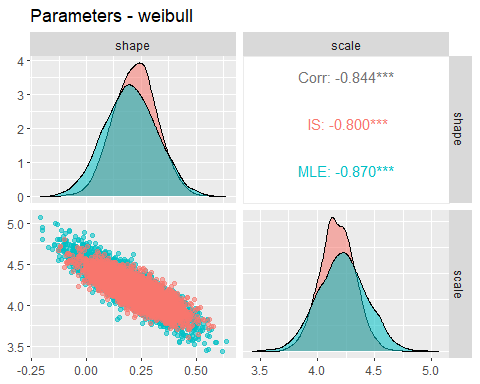 Parameters - weibull
shape
scale
4
3
2
1
0
Corr: -0.844***
IS: -0.800***
MLE: -0.870***
shape
5.0
4.5
4.0
3.5
scale
-0.25
0.00
0.25
0.50
3.5
4.0
4.5
5.0